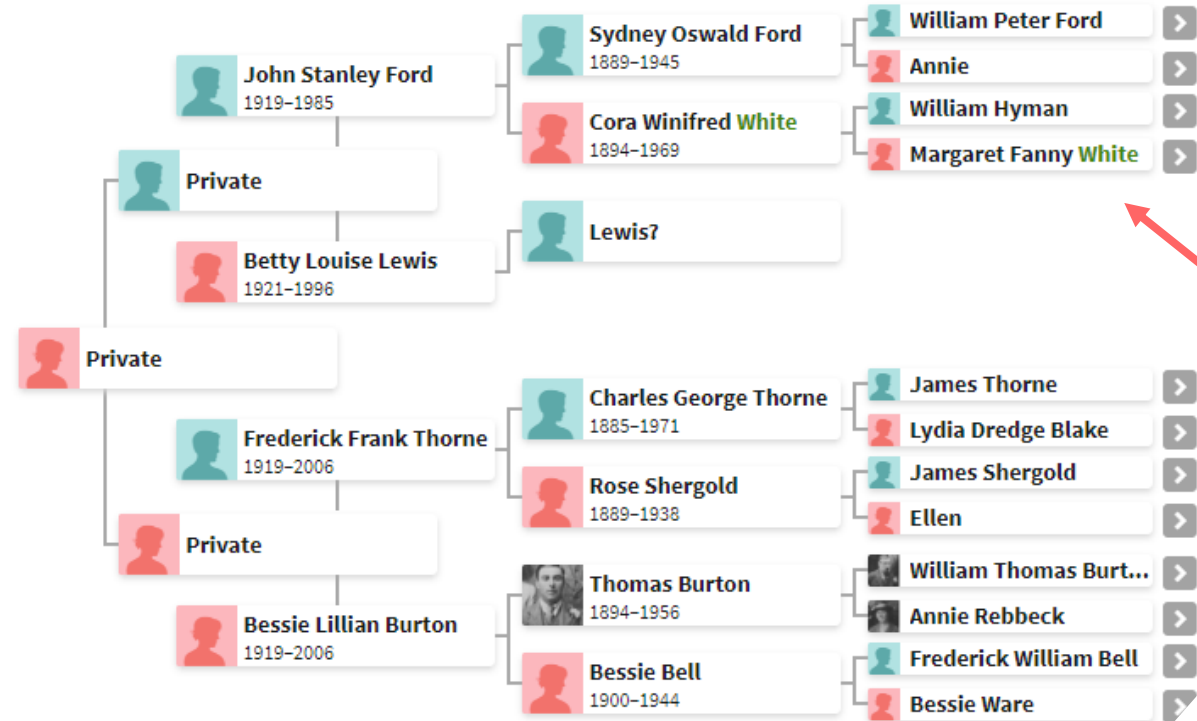 William Peter Ford
Sydney Oswald Ford
1889–1945
Annie
John Stanley Ford
1919–1985
William Hyman
Cora Winifred White
1894–1969
Margaret Fanny White
Private
Lewis?
Betty Louise Lewis
1921–1996
Private
James Thorne
Charles George Thorne
1885–1971
Lydia Dredge Blake
Frederick Frank Thorne
1919–2006
James Shergold
Rose Shergold
1889–1938
Ellen
Private
William Thomas Burt...
Thomas Burton
1894–1956
Annie Rebbeck
Bessie Lillian Burton
1919–2006
Frederick William Bell
Bessie Bell
1900–1944
Bessie Ware